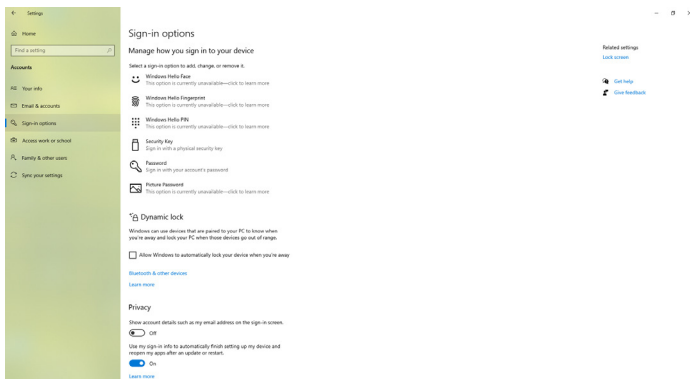 Settings
Home
Find a setting
Accounts
Your info
Email & accounts
Sign-in options
Access work or school
Family & other users
Sync your settings
Sign-in options
Manage how you sign in to your device
Select a sign-in option to add, change, or remove it.
Windows Hello Face
This option is currently unavailable—click to learn more
Windows Hello Fingerprint
This option is currently unavailable—click to learn more
Windows Hello PIN
This option is currently unavailable—click to learn more
Security Key
Sign in with a physical security key
Password
Sign in with your account's password
Picture Password
This option is currently unavailable—click to learn more
Dynamic lock
Windows can use devices that are paired to your PC to know when
you're away and lock your PC when those devices go out of range.
Allow Windows to automatically lock your device when you're away
Bluetooth & other devices
Learn more
Privacy
Show account details such as my email address on the sign-in screen.
Off
Use my sign-in info to automatically finish setting up my device and
reopen my apps after an update or restart.
On
Learn more
Related settings
Lock screen
Get help
Give feedback